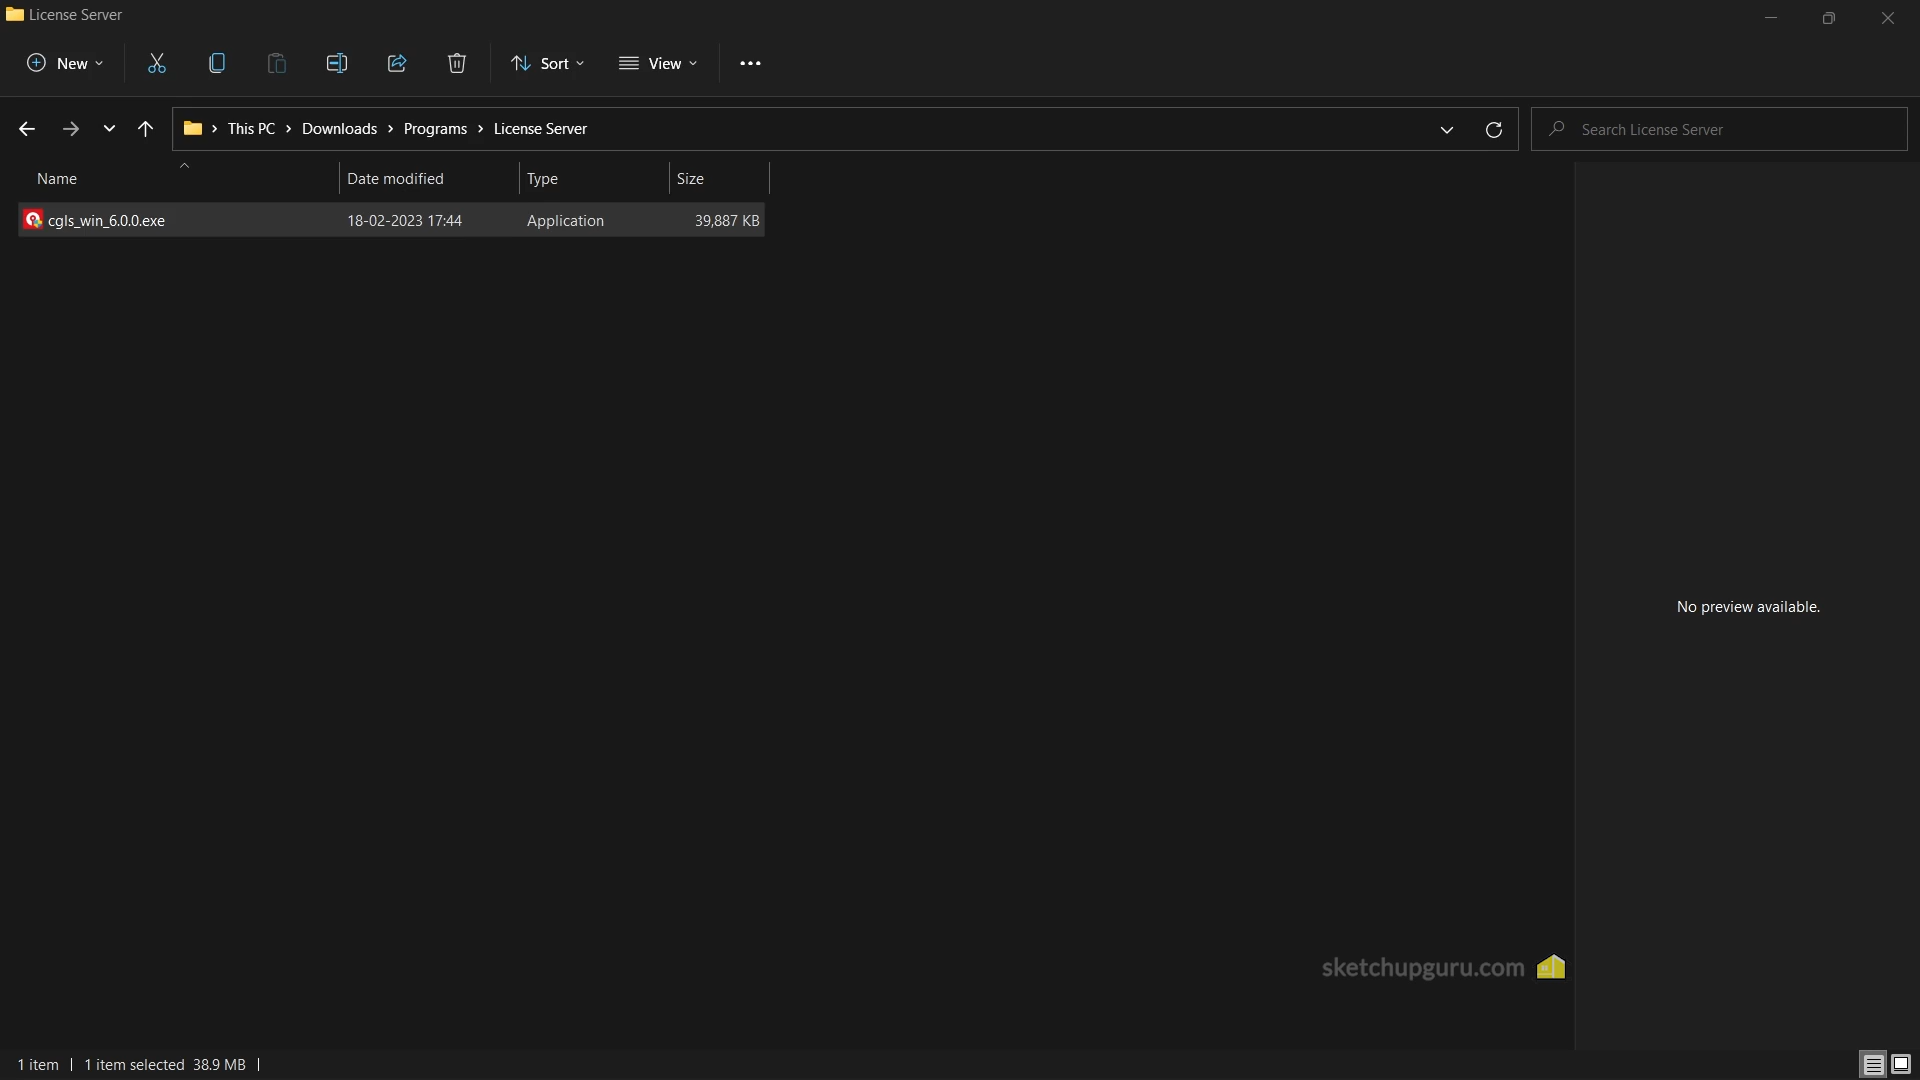 License Server
New
Sort
View
This PC > Downloads > Programs > License Server
Search License Server
Name Date modified Type Size
cgls_win_6.0.0.exe 18-02-2023 17:44 Application 39,887 KB
No preview available.
sketchupguru.com
1 item | 1 item selected 38.9 MB |